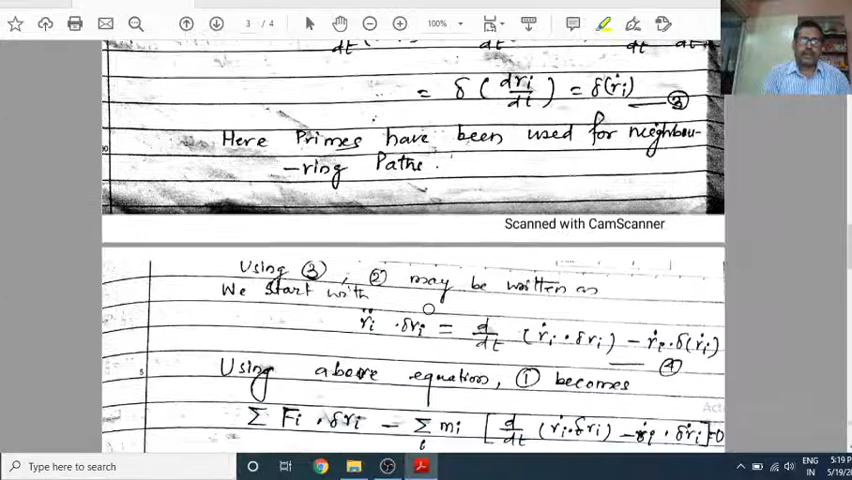 3 / 4
100%
= δ (dri/dt) = δ(ṙi) — ③
Here Primes have been used for neighbou-
-ring Paths.
Scanned with CamScanner
Using ③, ② may be written as
We start with
r̈i . δri = d/dt (ṙi . δri) − ṙi . δ(ṙi)
— ④
Using above equation, ① becomes
Σ Fi . δri − Σi mi [d/dt (ṙi . δri) − ṙi . δṙi] = 0
Type here to search
ENG
IN
5:19 P